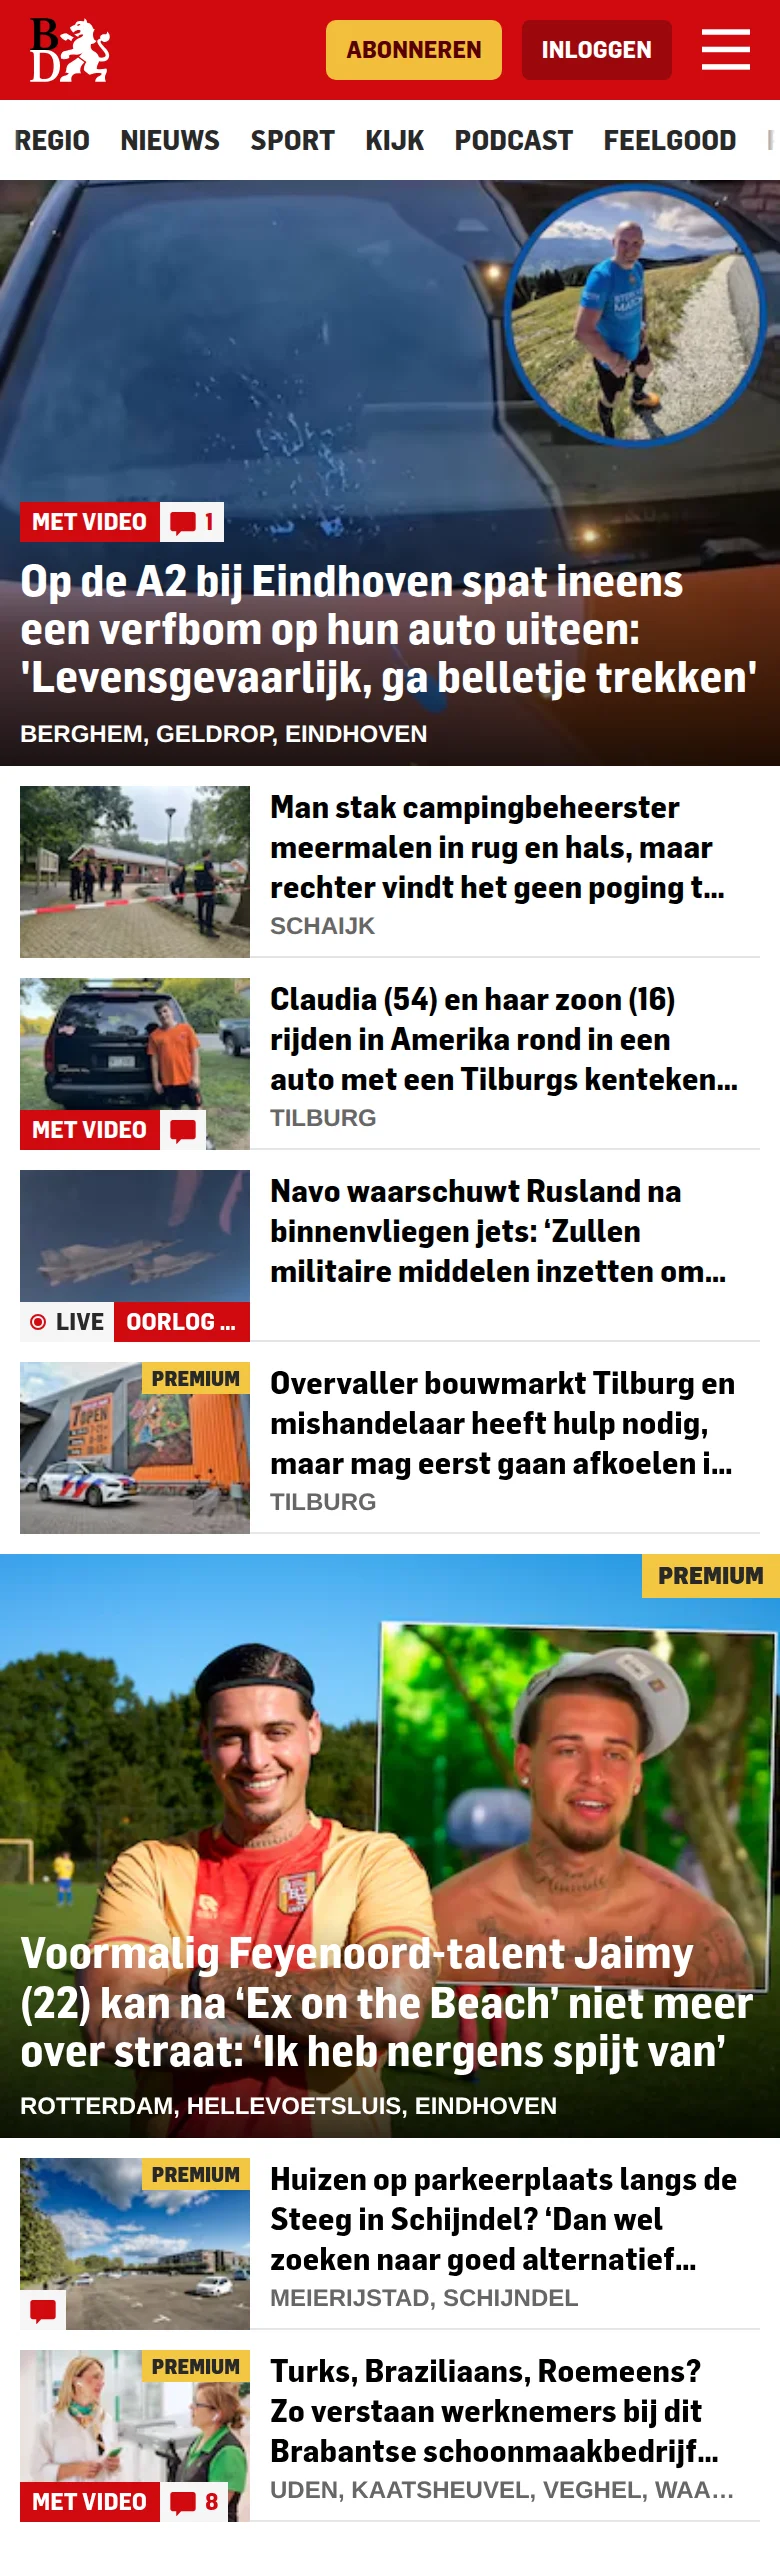 BD
ABONNEREN
INLOGGEN
REGIO NIEUWS SPORT KIJK PODCAST FEELGOOD
MET VIDEO 1
Op de A2 bij Eindhoven spat ineens
een verfbom op hun auto uiteen:
'Levensgevaarlijk, ga belletje trekken'
BERGHEM, GELDROP, EINDHOVEN
Man stak campingbeheerster
meermalen in rug en hals, maar
rechter vindt het geen poging t...
SCHAIJK
Claudia (54) en haar zoon (16)
rijden in Amerika rond in een
auto met een Tilburgs kenteken...
TILBURG
MET VIDEO
Navo waarschuwt Rusland na
binnenvliegen jets: ‘Zullen
militaire middelen inzetten om...
LIVE OORLOG ...
PREMIUM
Overvaller bouwmarkt Tilburg en
mishandelaar heeft hulp nodig,
maar mag eerst gaan afkoelen i...
TILBURG
PREMIUM
Voormalig Feyenoord-talent Jaimy
(22) kan na ‘Ex on the Beach’ niet meer
over straat: ‘Ik heb nergens spijt van’
ROTTERDAM, HELLEVOETSLUIS, EINDHOVEN
PREMIUM
Huizen op parkeerplaats langs de
Steeg in Schijndel? ‘Dan wel
zoeken naar goed alternatief...
MEIERIJSTAD, SCHIJNDEL
PREMIUM
Turks, Braziliaans, Roemeens?
Zo verstaan werknemers bij dit
Brabantse schoonmaakbedrijf...
UDEN, KAATSHEUVEL, VEGHEL, WAA...
MET VIDEO 8